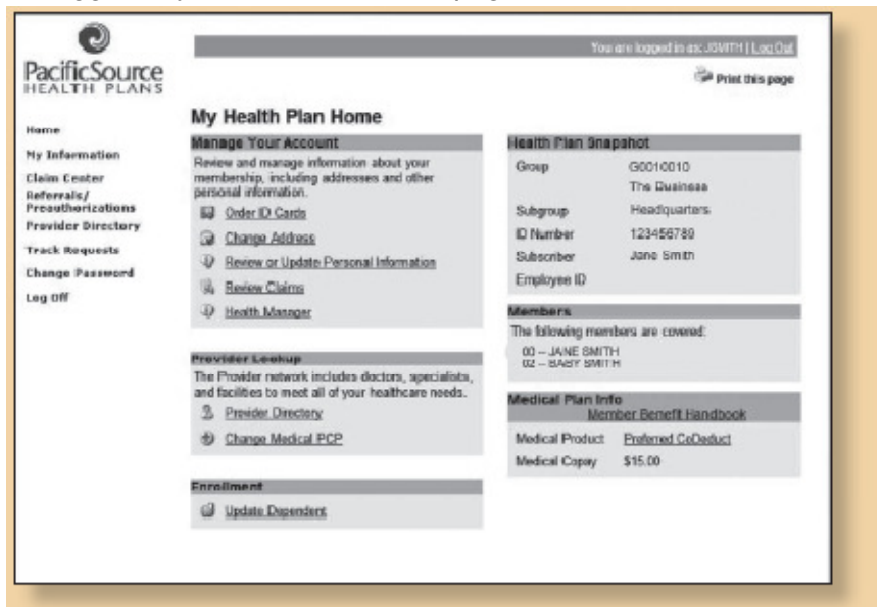 PacificSource
HEALTH PLANS
You are logged in as: JSMITH | Log Out
Print this page
Home
My Information
Claim Center
Referrals/
Preauthorizations
Provider Directory
Track Requests
Change Password
Log Off
My Health Plan Home
Manage Your Account
Review and manage information about your
membership, including addresses and other
personal information.
Order ID Cards
Change Address
Review or Update Personal Information
Review Claims
Health Manager
Provider Lookup
The Provider network includes doctors, specialists,
and facilities to meet all of your healthcare needs.
Provider Directory
Change Medical PCP
Enrollment
Update Dependent
Health Plan Snapshot
Group G0010010
The Business
Subgroup Headquarters
ID Number 123456789
Subscriber Jane Smith
Employee ID
Members
The following members are covered:
00 – JANE SMITH
02 – BABY SMITH
Medical Plan Info
Member Benefit Handbook
Medical Product Preferred CoDeduct
Medical Copay $15.00